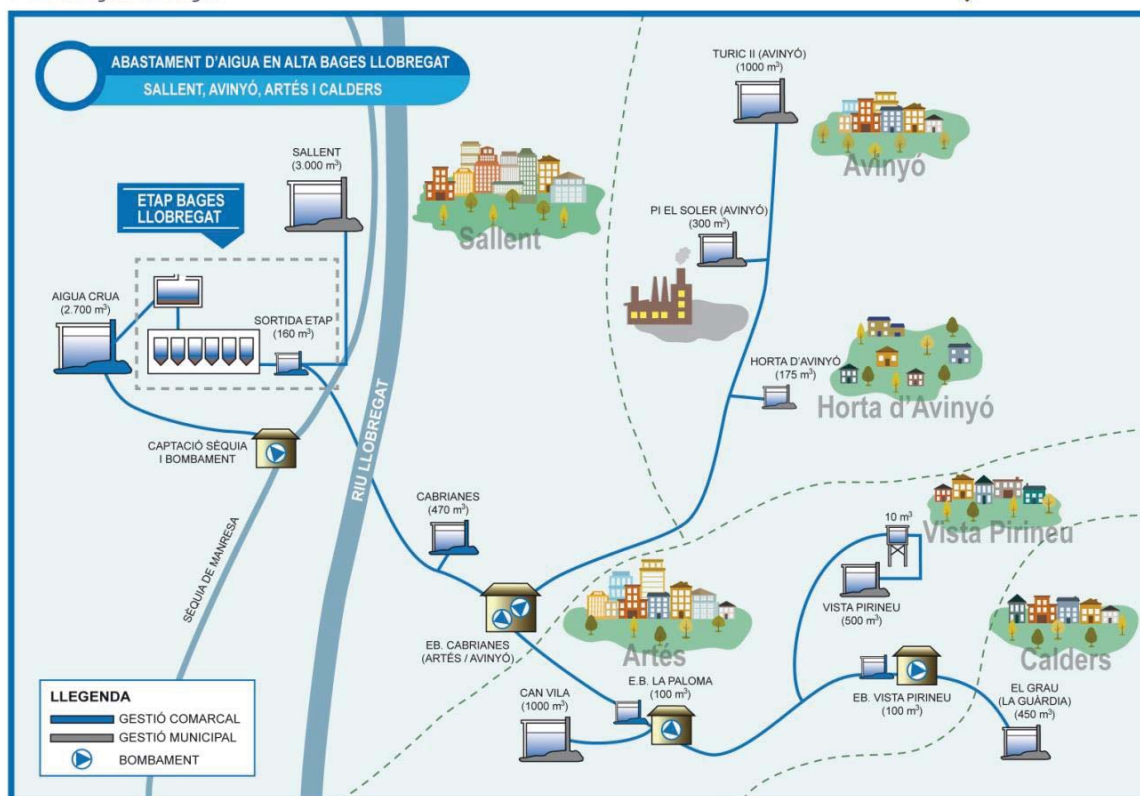 ABASTAMENT D'AIGUA EN ALTA BAGES LLOBREGAT
SALLENT, AVINYÓ, ARTÉS I CALDERS
TURIC II (AVINYÓ)
(1000 m³)
Avinyó
SALLENT
(3.000 m³)
Sallent
ETAP BAGES
LLOBREGAT
PI EL SOLER (AVINYÓ)
(300 m³)
AIGUA CRUA
(2.700 m³)
SORTIDA ETAP
(160 m³)
HORTA D'AVINYÓ
(175 m³)
Horta d'Avinyó
RIU LLOBREGAT
CAPTACIÓ SÈQUIA
I BOMBAMENT
SÈQUIA DE MANRESA
CABRIANES
(470 m³)
10 m³
Vista Pirineu
VISTA PIRINEU
(500 m³)
EB. CABRIANES
(ARTÉS / AVINYÓ)
Artés
Calders
E.B. LA PALOMA
(100 m³)
CAN VILA
(1000 m³)
EB. VISTA PIRINEU
(100 m³)
EL GRAU
(LA GUÀRDIA)
(450 m³)
LLEGENDA
GESTIÓ COMARCAL
GESTIÓ MUNICIPAL
BOMBAMENT